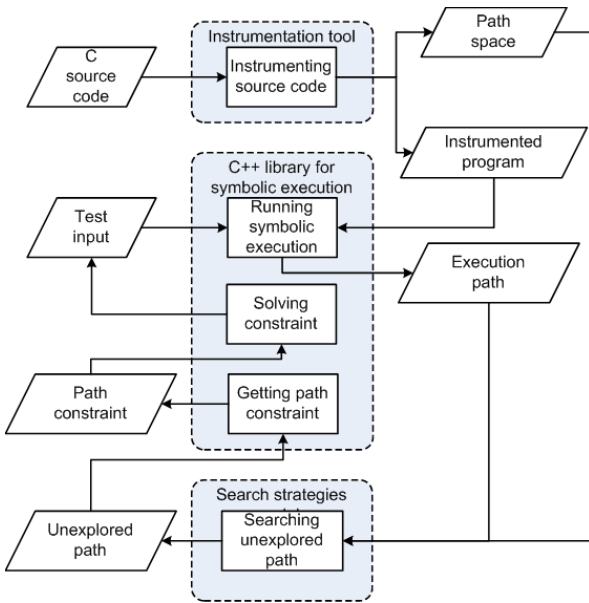 Instrumentation tool
Path
space
C
source
code
Instrumenting
source code
Instrumented
program
C++ library for
symbolic execution
Test
input
Running
symbolic
execution
Execution
path
Solving
constraint
Path
constraint
Getting path
constraint
Search strategies
Unexplored
path
Searching
unexplored
path